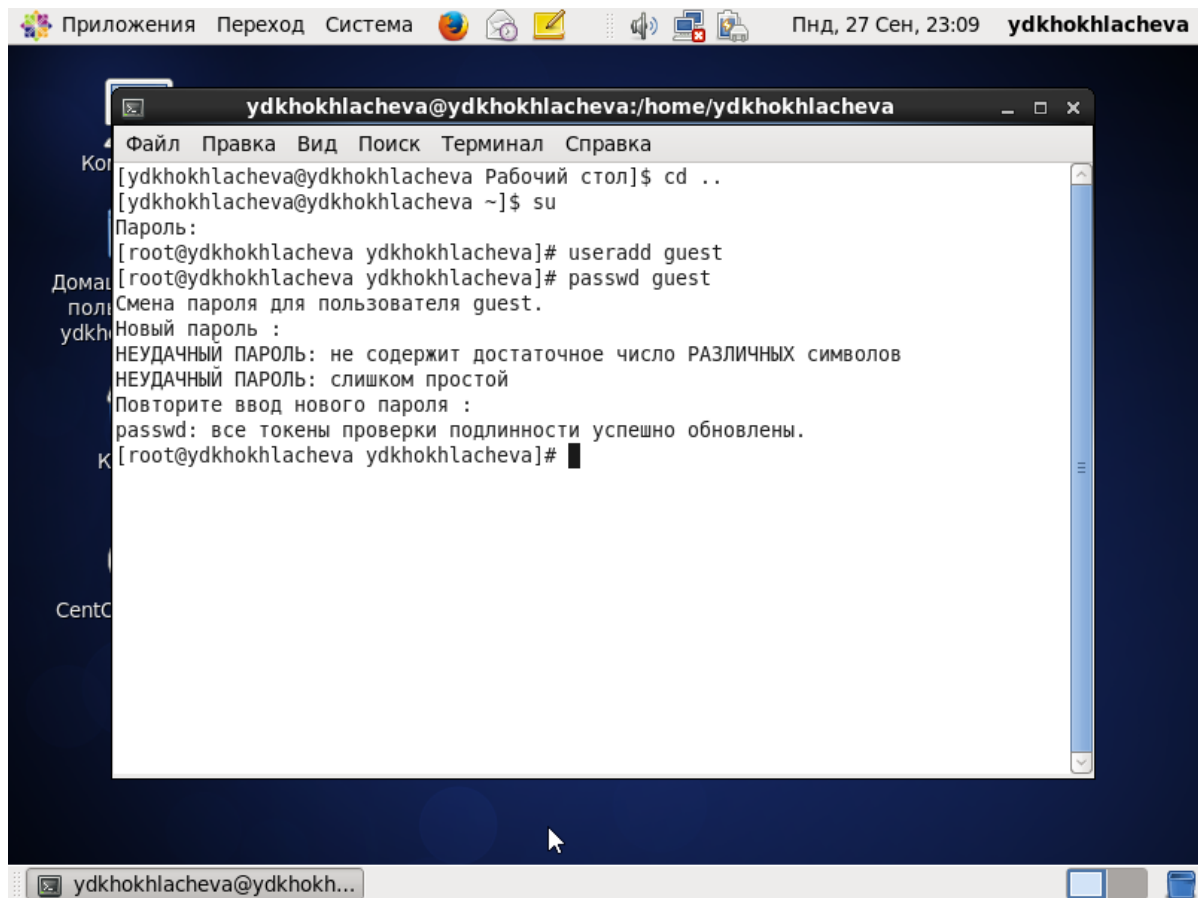 Приложения Переход Система Пнд, 27 Сен, 23:09 ydkhokhlacheva
ydkhokhlacheva@ydkhokhlacheva:/home/ydkhokhlacheva
Файл Правка Вид Поиск Терминал Справка
[ydkhokhlacheva@ydkhokhlacheva Рабочий стол]$ cd ..
[ydkhokhlacheva@ydkhokhlacheva ~]$ su
Пароль:
[root@ydkhokhlacheva ydkhokhlacheva]# useradd guest
[root@ydkhokhlacheva ydkhokhlacheva]# passwd guest
Смена пароля для пользователя guest.
Новый пароль :
НЕУДАЧНЫЙ ПАРОЛЬ: не содержит достаточное число РАЗЛИЧНЫХ символов
НЕУДАЧНЫЙ ПАРОЛЬ: слишком простой
Повторите ввод нового пароля :
passwd: все токены проверки подлинности успешно обновлены.
[root@ydkhokhlacheva ydkhokhlacheva]#
ydkhokhlacheva@ydkhokh...